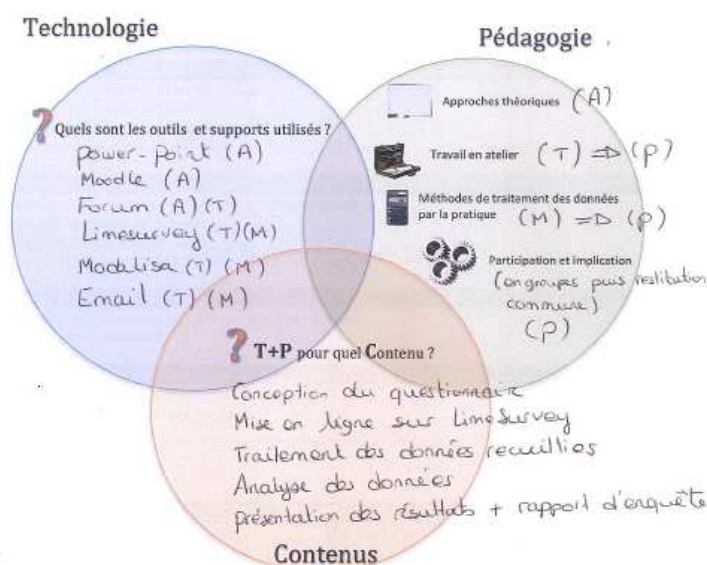 Technologie
Pédagogie
? Quels sont les outils et supports utilisés ?
power-point (A)
Moodle (A)
Forum (A) (T)
Limesurvey (T) (M)
Modalisa (T) (M)
Email (T) (M)
Approches théoriques (A)
Travail en atelier (T) => (P)
Méthodes de traitement des données
par la pratique (M) => (P)
Participation et implication
(en groupes puis restitution
commune)
(P)
? T+P pour quel Contenu ?
Conception du questionnaire
Mise en ligne sur LimeSurvey
Traitement des données recueillies
Analyse des données
présentation des résultats + rapport d'enquête
Contenus